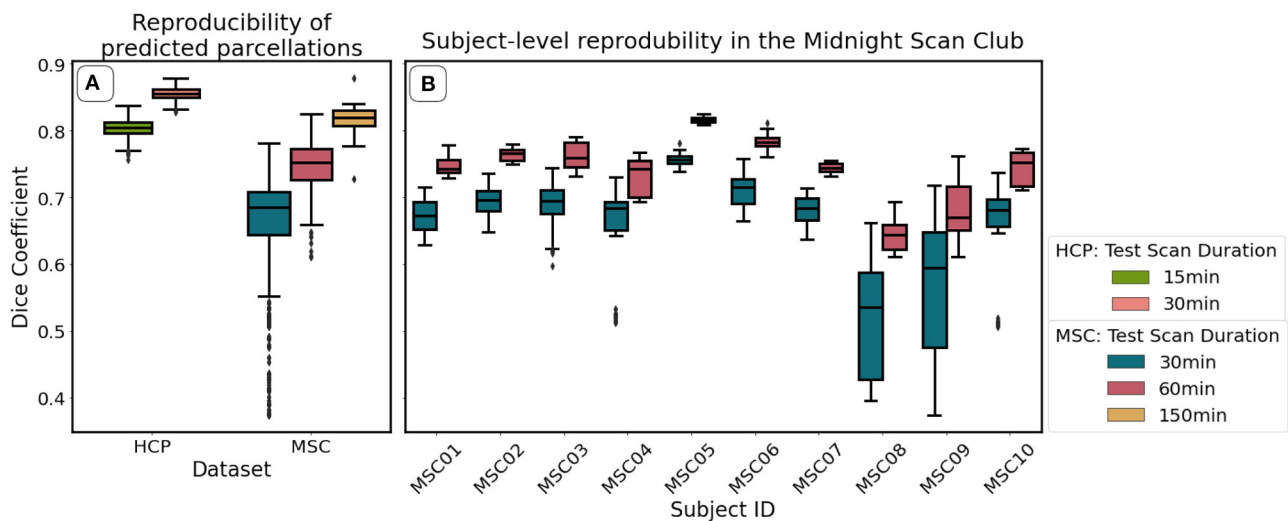 Reproducibility of
predicted parcellations
Subject-level reprodubility in the Midnight Scan Club
A
B
Dice Coefficient
0.9
0.8
0.7
0.6
0.5
0.4
HCP
MSC
Dataset
MSC01
MSC02
MSC03
MSC04
MSC05
MSC06
MSC07
MSC08
MSC09
MSC10
Subject ID
HCP: Test Scan Duration
15min
30min
MSC: Test Scan Duration
30min
60min
150min